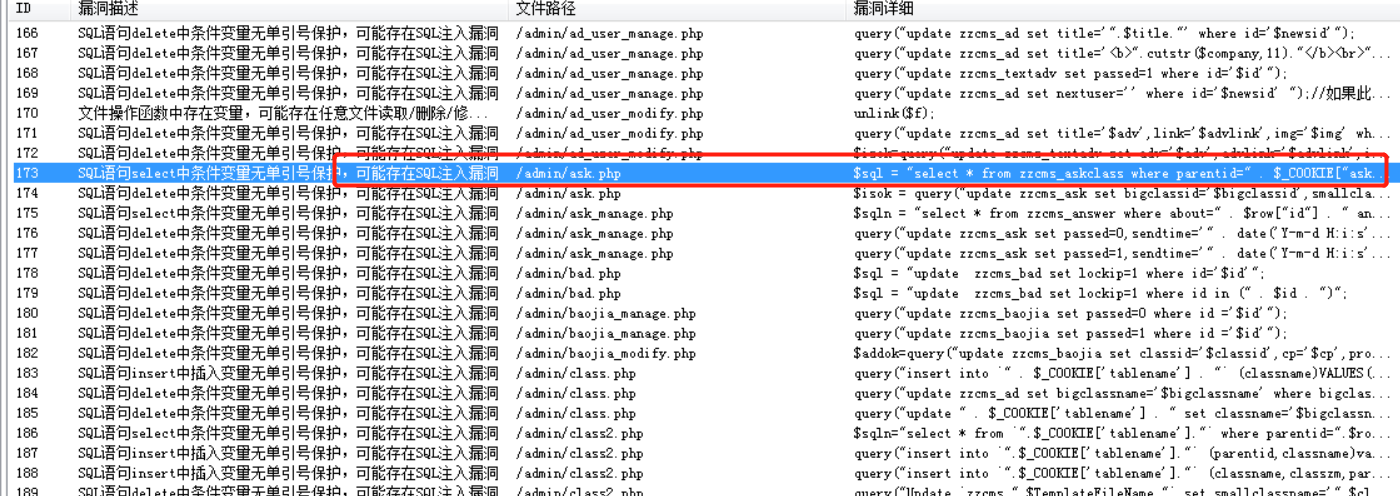 ID 漏洞描述 文件路径 漏洞详细
166 SQL语句delete中条件变量无单引号保护，可能存在SQL注入漏洞 /admin/ad_user_manage.php query("update zzcms_ad set title='".$title."' where id='$newsid'");
167 SQL语句delete中条件变量无单引号保护，可能存在SQL注入漏洞 /admin/ad_user_manage.php query("update zzcms_ad set title='<b>".cutstr($company,11)."</b><br>"...
168 SQL语句delete中条件变量无单引号保护，可能存在SQL注入漏洞 /admin/ad_user_manage.php query("update zzcms_textadv set passed=1 where id='$id'");
169 SQL语句delete中条件变量无单引号保护，可能存在SQL注入漏洞 /admin/ad_user_manage.php query("update zzcms_ad set nextuser='' where id='$newsid' ");//如果此...
170 文件操作函数中存在变量，可能存在任意文件读取/删除/修... /admin/ad_user_modify.php unlink($f);
171 SQL语句delete中条件变量无单引号保护，可能存在SQL注入漏洞 /admin/ad_user_modify.php query("update zzcms_ad set title='$adv',link='$advlink',img='$img' wh...
172 SQL语句delete中条件变量无单引号保护，可能存在SQL注入漏洞 /admin/ad_user_modify.php $isok=query("update zzcms_textadv set adv='$adv',advlink='$advlink',i...
173 SQL语句select中条件变量无单引号保护，可能存在SQL注入漏洞 /admin/ask.php $sql = "select * from zzcms_askclass where parentid=" . $_COOKIE["ask...
174 SQL语句delete中条件变量无单引号保护，可能存在SQL注入漏洞 /admin/ask.php $isok = query("update zzcms_ask set bigclassid='$bigclassid',smallcla...
175 SQL语句select中条件变量无单引号保护，可能存在SQL注入漏洞 /admin/ask_manage.php $sqln = "select * from zzcms_answer where about=" . $row["id"] . " an...
176 SQL语句delete中条件变量无单引号保护，可能存在SQL注入漏洞 /admin/ask_manage.php query("update zzcms_ask set passed=0,sendtime='" . date('Y-m-d H:i:s'...
177 SQL语句delete中条件变量无单引号保护，可能存在SQL注入漏洞 /admin/ask_manage.php query("update zzcms_ask set passed=1,sendtime='" . date('Y-m-d H:i:s'...
178 SQL语句delete中条件变量无单引号保护，可能存在SQL注入漏洞 /admin/bad.php $sql = "update  zzcms_bad set lockip=1 where id='$id'";
179 SQL语句delete中条件变量无单引号保护，可能存在SQL注入漏洞 /admin/bad.php $sql = "update  zzcms_bad set lockip=1 where id in (" . $id . ")";
180 SQL语句delete中条件变量无单引号保护，可能存在SQL注入漏洞 /admin/baojia_manage.php query("update zzcms_baojia set passed=0 where id ='$id'");
181 SQL语句delete中条件变量无单引号保护，可能存在SQL注入漏洞 /admin/baojia_manage.php query("update zzcms_baojia set passed=1 where id ='$id'");
182 SQL语句delete中条件变量无单引号保护，可能存在SQL注入漏洞 /admin/baojia_modify.php $addok=query("update zzcms_baojia set classid='$classid',cp='$cp',pro...
183 SQL语句insert中插入变量无单引号保护，可能存在SQL注入漏洞 /admin/class.php query("insert into `" . $_COOKIE['tablename'] . "` (classname)VALUES(...
184 SQL语句delete中条件变量无单引号保护，可能存在SQL注入漏洞 /admin/class.php query("update zzcms_ad set bigclassname='$bigclassname' where bigclas...
185 SQL语句delete中条件变量无单引号保护，可能存在SQL注入漏洞 /admin/class.php query("update " . $_COOKIE['tablename'] . " set classname='$bigclassn...
186 SQL语句select中条件变量无单引号保护，可能存在SQL注入漏洞 /admin/class2.php $sqln="select * from `".$_COOKIE['tablename']."` where parentid=".$ro...
187 SQL语句insert中插入变量无单引号保护，可能存在SQL注入漏洞 /admin/class2.php query("insert into `".$_COOKIE['tablename']."` (parentid,classname)va...
188 SQL语句insert中插入变量无单引号保护，可能存在SQL注入漏洞 /admin/class2.php query("insert into `".$_COOKIE['tablename']."` (classname,classzm,par...
189 SQL语句delete中条件变量无单引号保护，可能存在SQL注入漏洞 /admin/class2.php query("Update `zzcms_".$TemplateFileName."` set smallclassname='$cl...